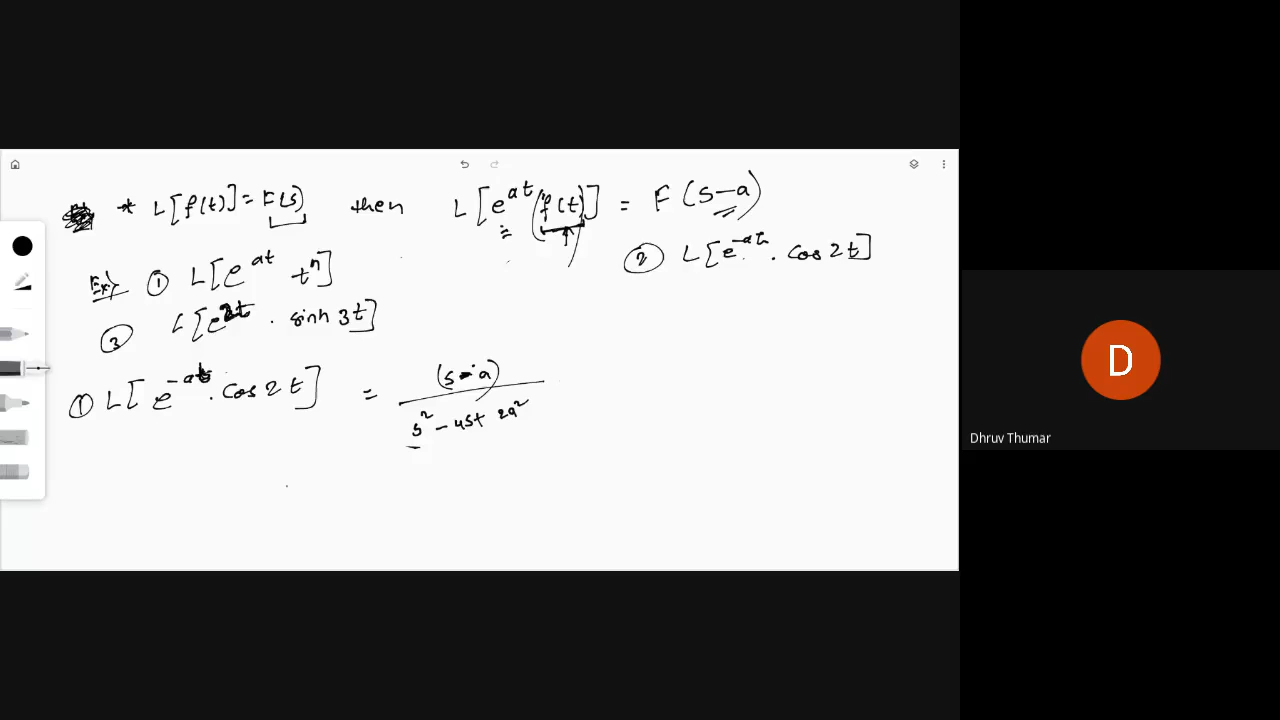 * L[f(t)] = F(s) then L[e^at (f(t))] = F(s-a)
Ex) ① L[e^at t^n] ② L[e^-at . cos 2t]
③ L[e^2t . sinh 3t]
① L[e^-at . cos 2t] = (s-a) / s² - 4s + 2a²
D
Dhruv Thumar